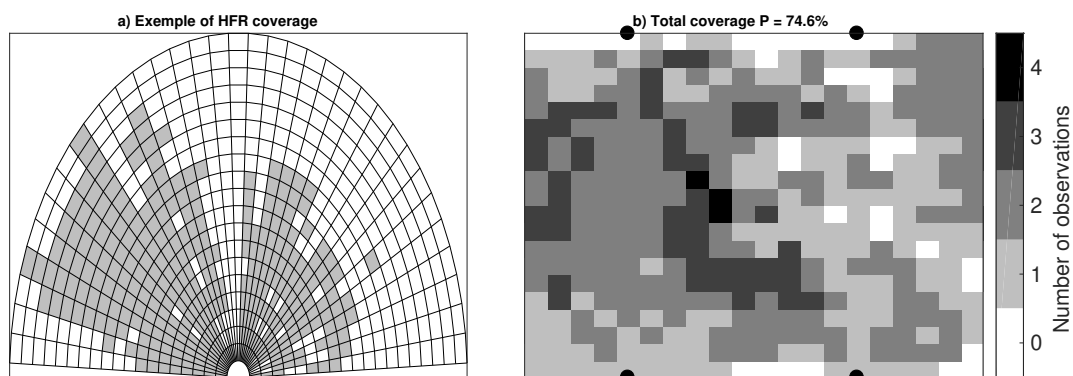 a) Exemple of HFR coverage
b) Total coverage P = 74.6%
4
3
2
1
0
Number of observations